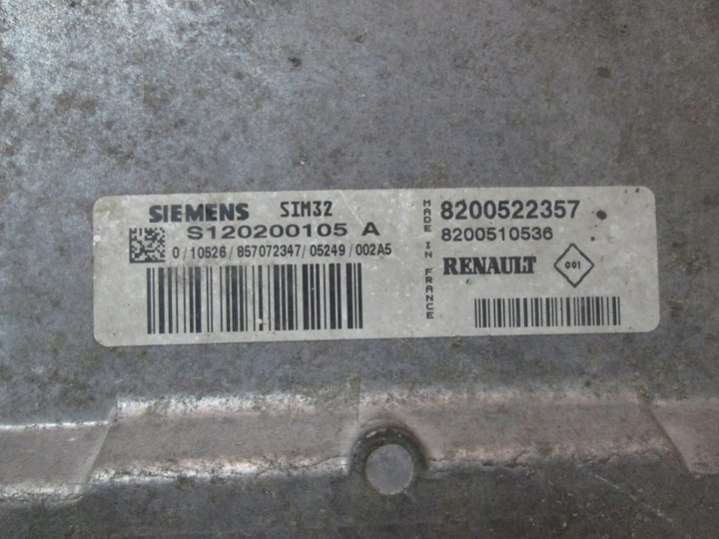 SIEMENS SIM32
S120200105 A
0/10526/857072347/05249/002A5
MADE IN FRANCE
8200522357
8200510536
RENAULT 001